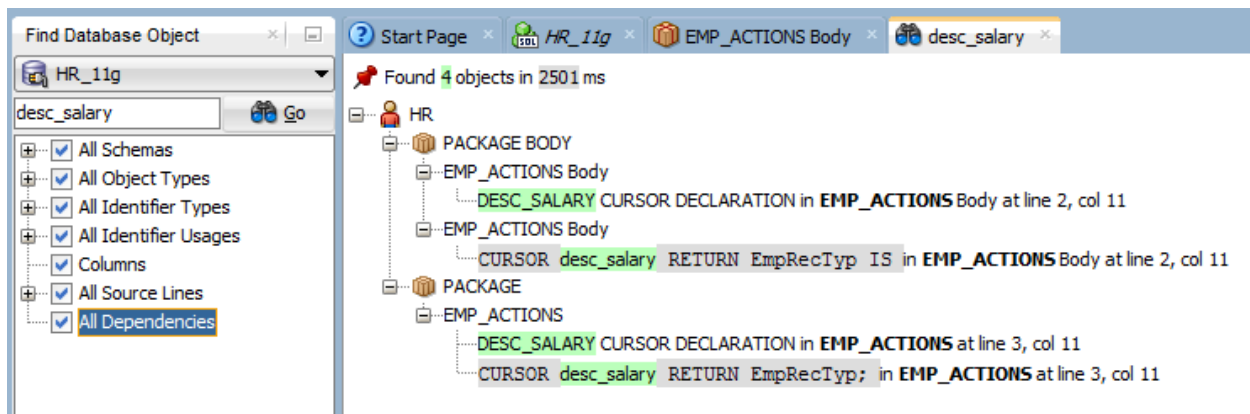 Find Database Object
HR_11g
desc_salary Go
All Schemas
All Object Types
All Identifier Types
All Identifier Usages
Columns
All Source Lines
All Dependencies
Start Page HR_11g EMP_ACTIONS Body desc_salary
Found 4 objects in 2501 ms
HR
PACKAGE BODY
EMP_ACTIONS Body
DESC_SALARY CURSOR DECLARATION in EMP_ACTIONS Body at line 2, col 11
EMP_ACTIONS Body
CURSOR desc_salary RETURN EmpRecTyp IS in EMP_ACTIONS Body at line 2, col 11
PACKAGE
EMP_ACTIONS
DESC_SALARY CURSOR DECLARATION in EMP_ACTIONS at line 3, col 11
CURSOR desc_salary RETURN EmpRecTyp; in EMP_ACTIONS at line 3, col 11